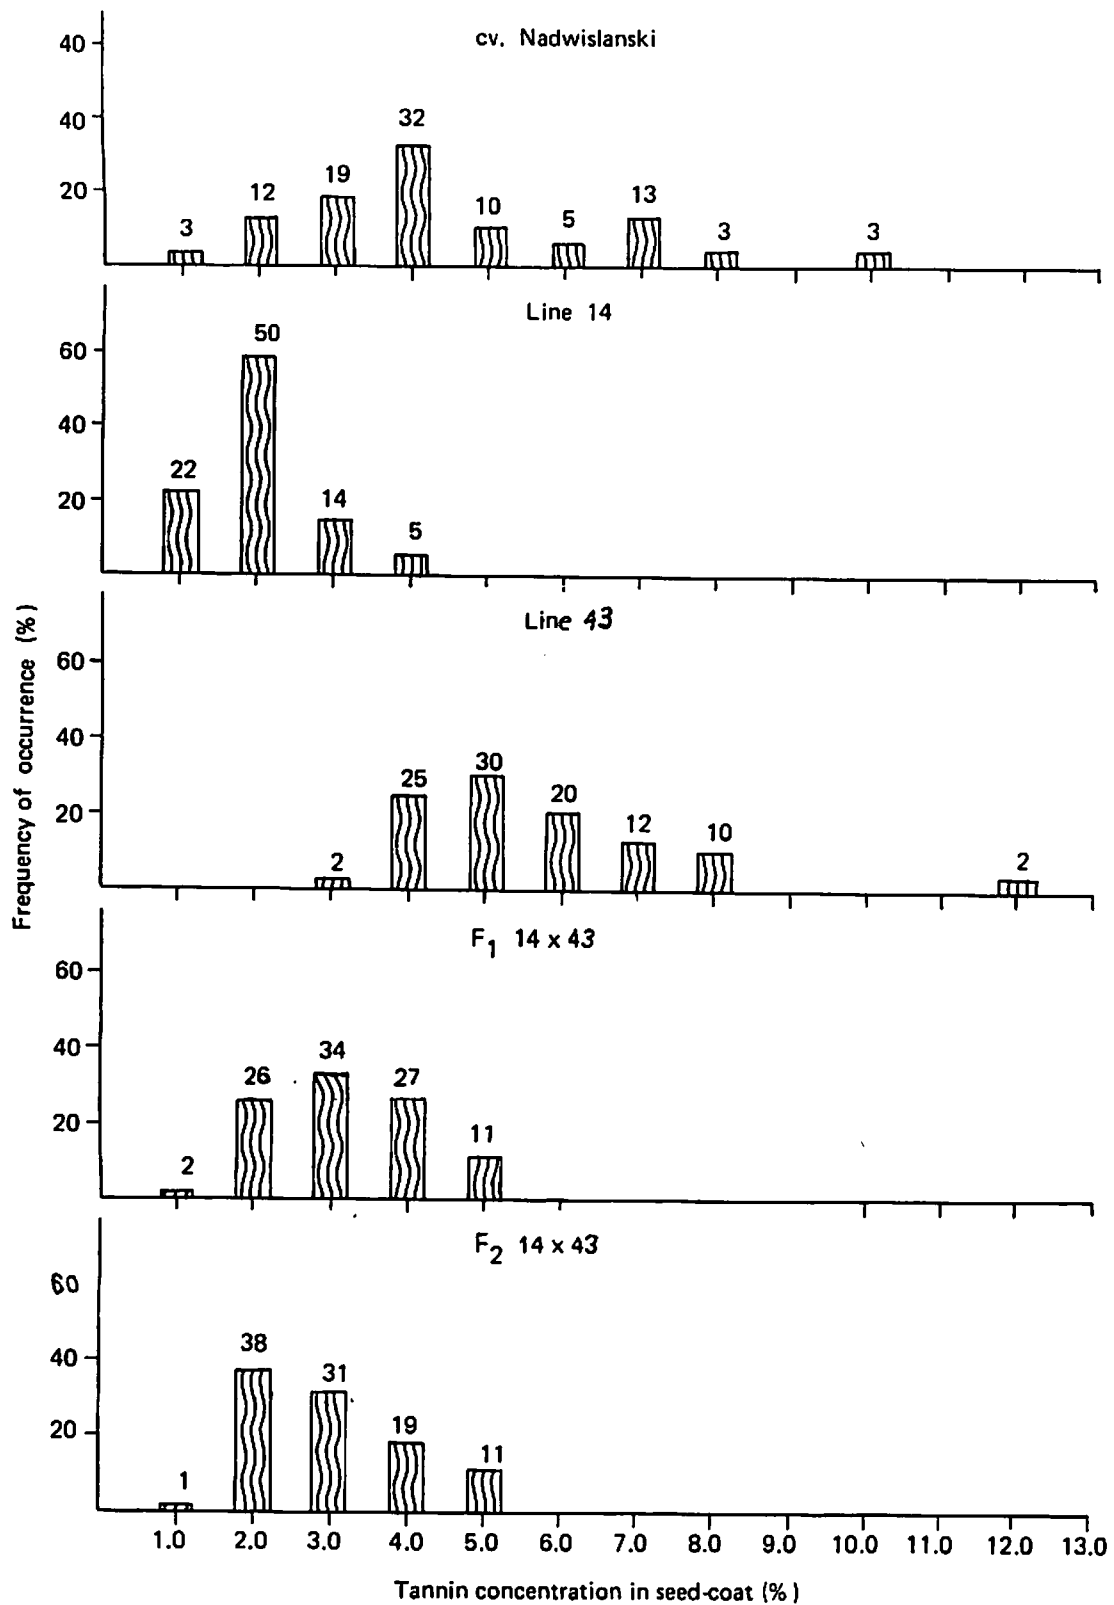 cv. Nadwislanski
40
40
20
3 12 19 32 10 5 13 3 3
Line 14
60
40
20
22 50 14 5
Line 43
60
40
20
2 25 30 20 12 10 2
F1 14 x 43
60
40
20
2 26 34 27 11
F2 14 x 43
60
40
20
1 38 31 19 11
1.0 2.0 3.0 4.0 5.0 6.0 7.0 8.0 9.0 10.0 11.0 12.0 13.0
Tannin concentration in seed-coat (%)
Frequency of occurrence (%)